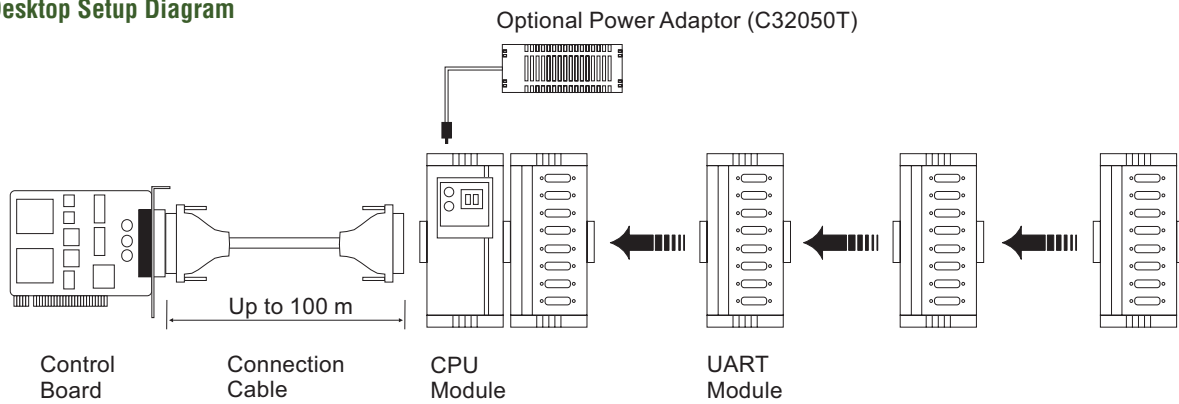 Desktop Setup Diagram
Optional Power Adaptor (C32050T)
Up to 100 m
Control
Board
Connection
Cable
CPU
Module
UART
Module